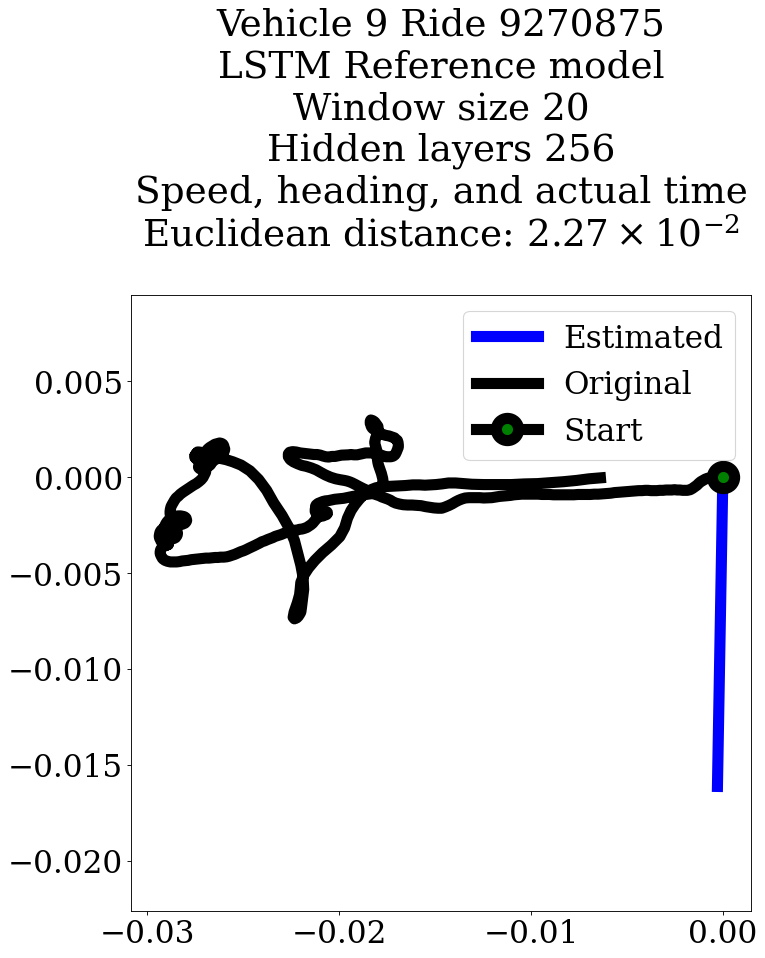 Vehicle 9 Ride 9270875
LSTM Reference model
Window size 20
Hidden layers 256
Speed, heading, and actual time
Euclidean distance: 2.27 × 10⁻²
Estimated
Original
Start
0.005
0.000
−0.005
−0.010
−0.015
−0.020
−0.03 −0.02 −0.01 0.00